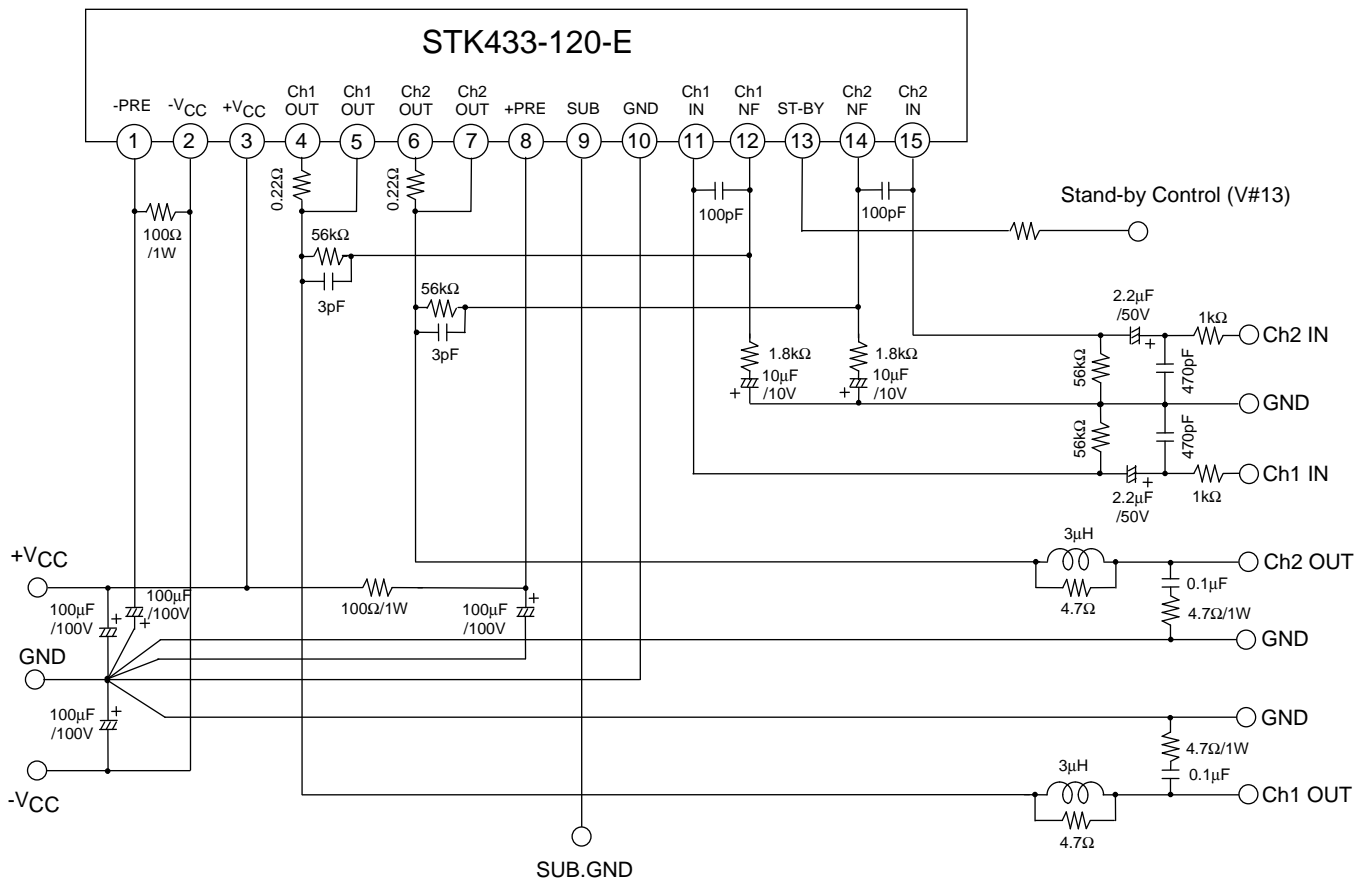 STK433-120-E
-PRE
-VCC
+VCC
Ch1
OUT
Ch1
OUT
Ch2
OUT
Ch2
OUT
+PRE
SUB
GND
Ch1
IN
Ch1
NF
ST-BY
Ch2
NF
Ch2
IN
1
2
3
4
5
6
7
8
9
10
11
12
13
14
15
0.22Ω
0.22Ω
100pF
100pF
Stand-by Control (V#13)
100Ω
/1W
56kΩ
3pF
56kΩ
3pF
1.8kΩ
10μF
/10V
+
1.8kΩ
10μF
/10V
+
2.2μF
/50V
+
1kΩ
Ch2 IN
56kΩ
470pF
GND
56kΩ
470pF
Ch1 IN
+
2.2μF
/50V
1kΩ
3μH
Ch2 OUT
4.7Ω
0.1μF
4.7Ω/1W
GND
+VCC
100μF
/100V
+
100μF
/100V
+
100Ω/1W
100μF
/100V
+
GND
100μF
/100V
+
-VCC
GND
4.7Ω/1W
0.1μF
3μH
Ch1 OUT
4.7Ω
SUB.GND